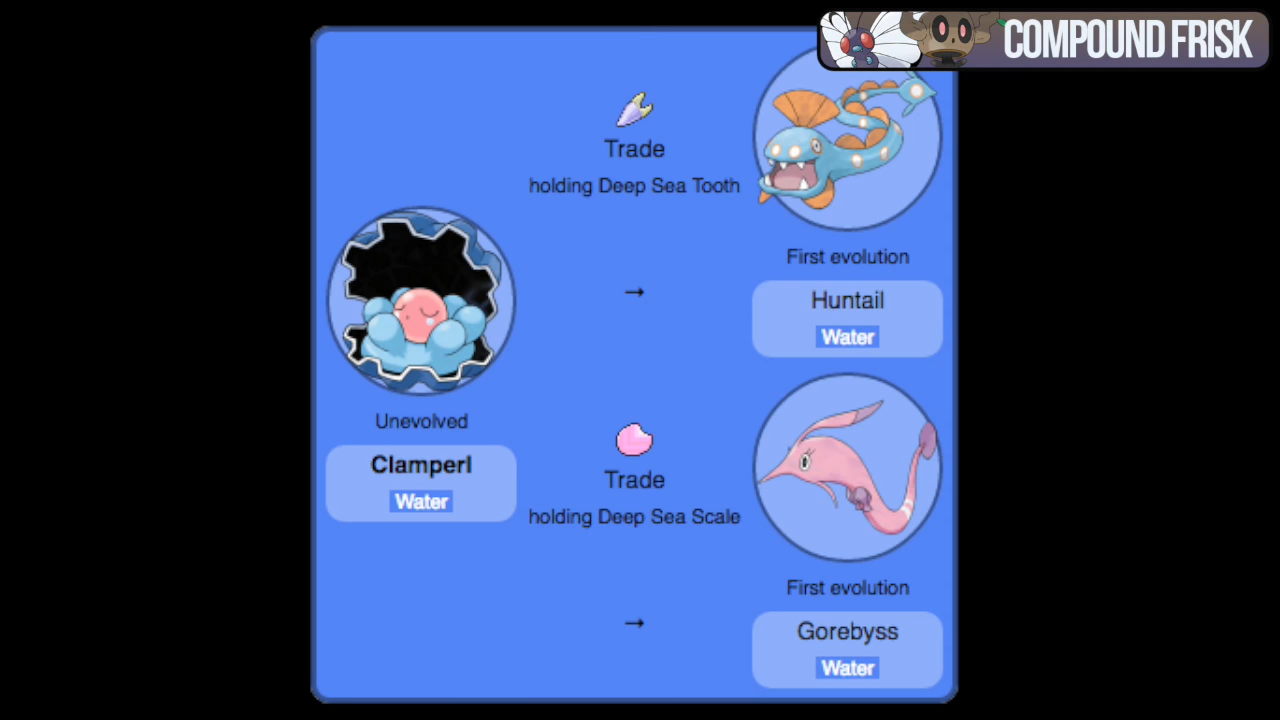 COMPOUND FRISK
Trade
holding Deep Sea Tooth
→
First evolution
Huntail
Water
Unevolved
Clamperl
Water
Trade
holding Deep Sea Scale
→
First evolution
Gorebyss
Water